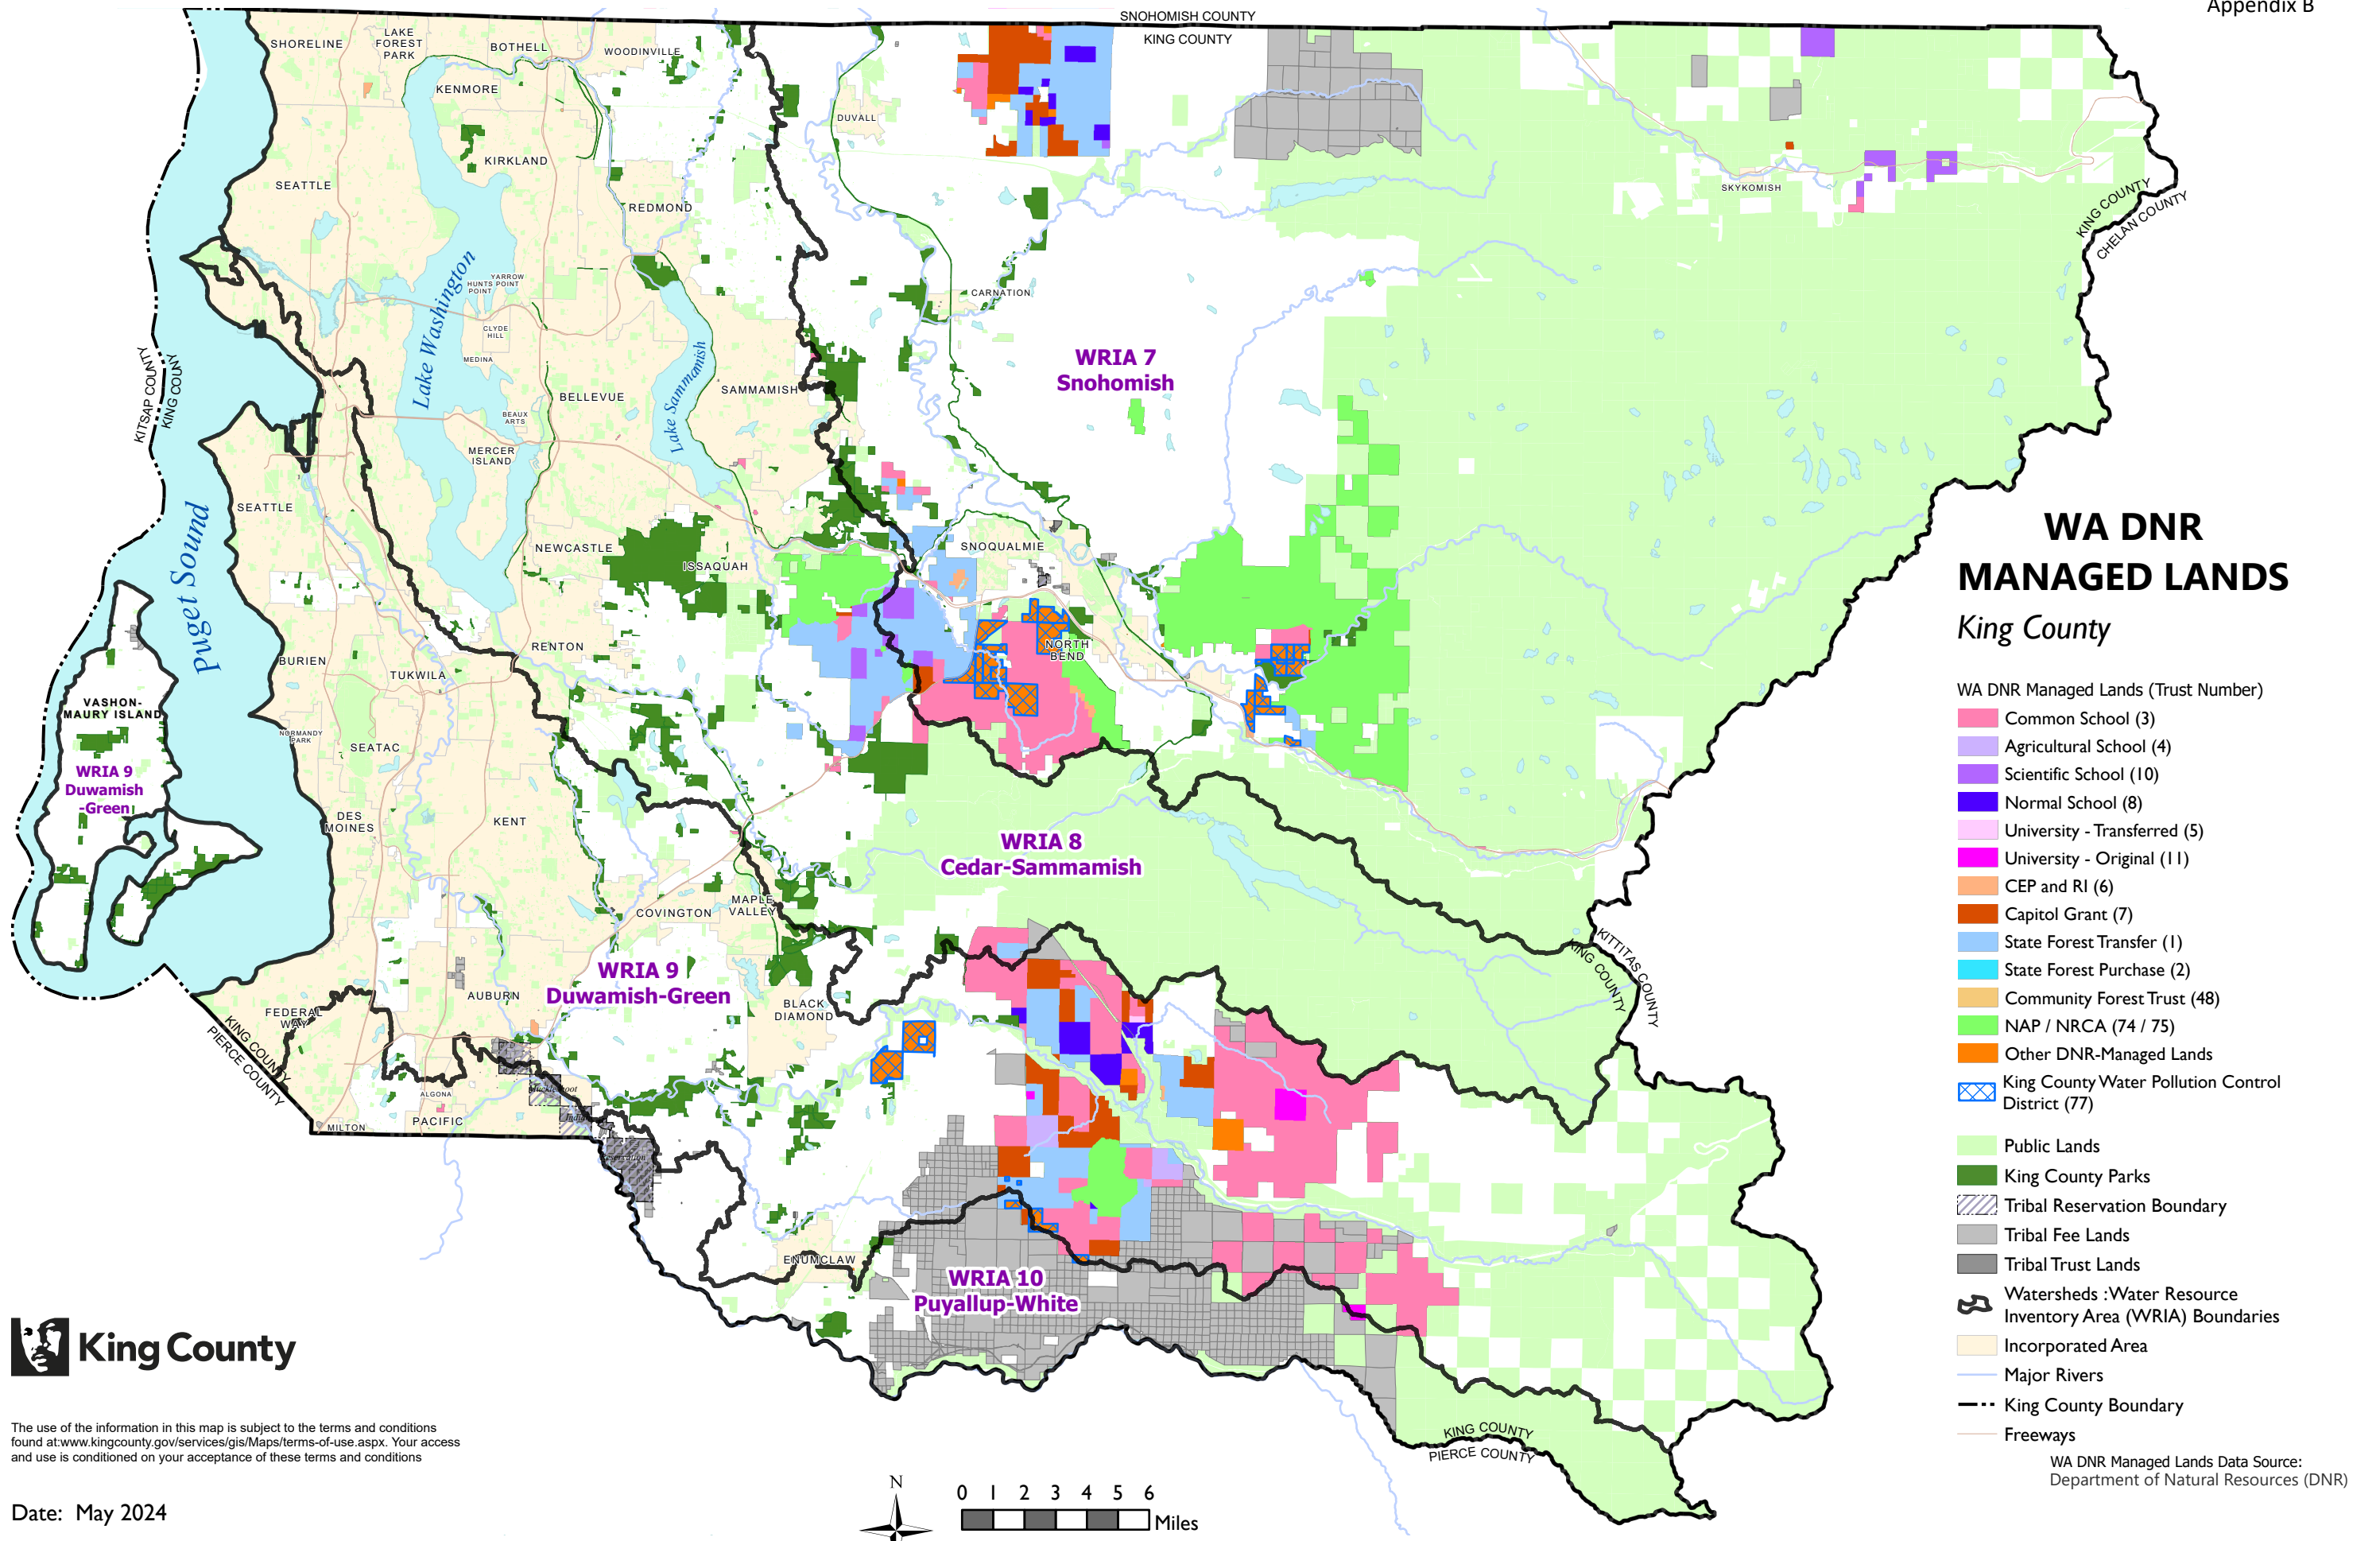 Appendix B
SNOHOMISH COUNTY
KING COUNTY
SHORELINE
LAKE
FOREST
PARK
BOTHELL
WOODINVILLE
KENMORE
DUVALL
KIRKLAND
SEATTLE
REDMOND
SKYKOMISH
KING COUNTY
CHELAN COUNTY
YARROW
POINT
HUNTS
POINT
CARNATION
Lake Washington
CLYDE
HILL
MEDINA
KITSAP COUNTY
KING COUNTY
WRIA 7
Snohomish
Lake Sammamish
SAMMAMISH
BELLEVUE
BEAUX
ARTS
MERCER
ISLAND
SEATTLE
Puget Sound
NEWCASTLE
ISSAQUAH
SNOQUALMIE
RENTON
NORTH
BEND
BURIEN
TUKWILA
VASHON-
MAURY ISLAND
NORMANDY
PARK
SEATAC
WRIA 9
Duwamish
-Green
DES
MOINES
KENT
WRIA 8
Cedar-Sammamish
MAPLE
VALLEY
COVINGTON
KITTITAS COUNTY
KING COUNTY
WRIA 9
Duwamish-Green
AUBURN
BLACK
DIAMOND
FEDERAL
WAY
KING COUNTY
PIERCE COUNTY
Muckleshoot
Indian
Reservation
ALGONA
PACIFIC
MILTON
ENUMCLAW
WRIA 10
Puyallup-White
KING COUNTY
PIERCE COUNTY
WA DNR
MANAGED LANDS
King County
WA DNR Managed Lands (Trust Number)
Common School (3)
Agricultural School (4)
Scientific School (10)
Normal School (8)
University - Transferred (5)
University - Original (11)
CEP and RI (6)
Capitol Grant (7)
State Forest Transfer (1)
State Forest Purchase (2)
Community Forest Trust (48)
NAP / NRCA (74 / 75)
Other DNR-Managed Lands
King County Water Pollution Control
District (77)
Public Lands
King County Parks
Tribal Reservation Boundary
Tribal Fee Lands
Tribal Trust Lands
Watersheds : Water Resource
Inventory Area (WRIA) Boundaries
Incorporated Area
Major Rivers
King County Boundary
Freeways
WA DNR Managed Lands Data Source:
Department of Natural Resources (DNR)
King County
The use of the information in this map is subject to the terms and conditions
found at:www.kingcounty.gov/services/gis/Maps/terms-of-use.aspx. Your access
and use is conditioned on your acceptance of these terms and conditions
Date: May 2024
N
0 1 2 3 4 5 6
Miles